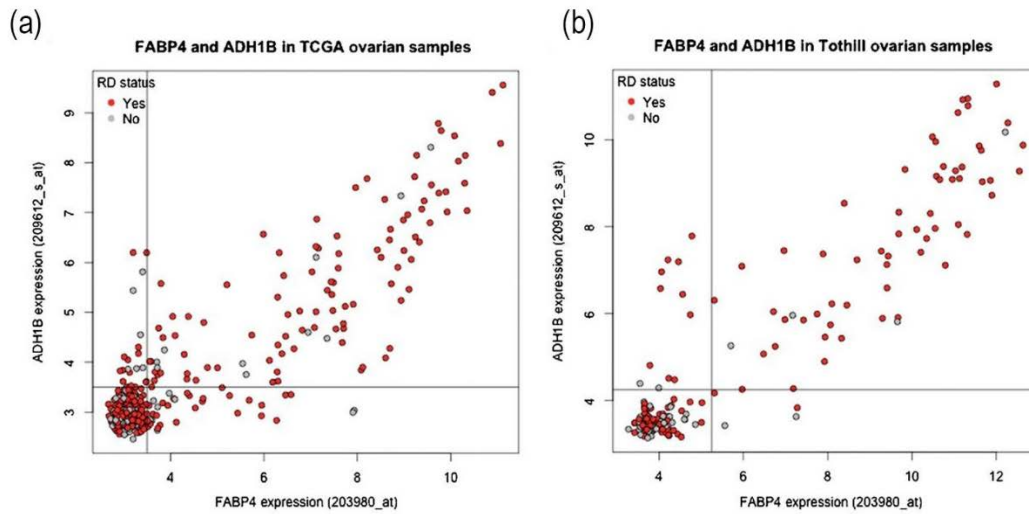 (a)
FABP4 and ADH1B in TCGA ovarian samples
RD status
Yes
No
ADH1B expression (209612_s_at)
9
8
7
6
5
4
3
4
6
8
10
FABP4 expression (203980_at)
(b)
FABP4 and ADH1B in Tothill ovarian samples
RD status
Yes
No
ADH1B expression (209612_s_at)
10
8
6
4
4
6
8
10
12
FABP4 expression (203980_at)